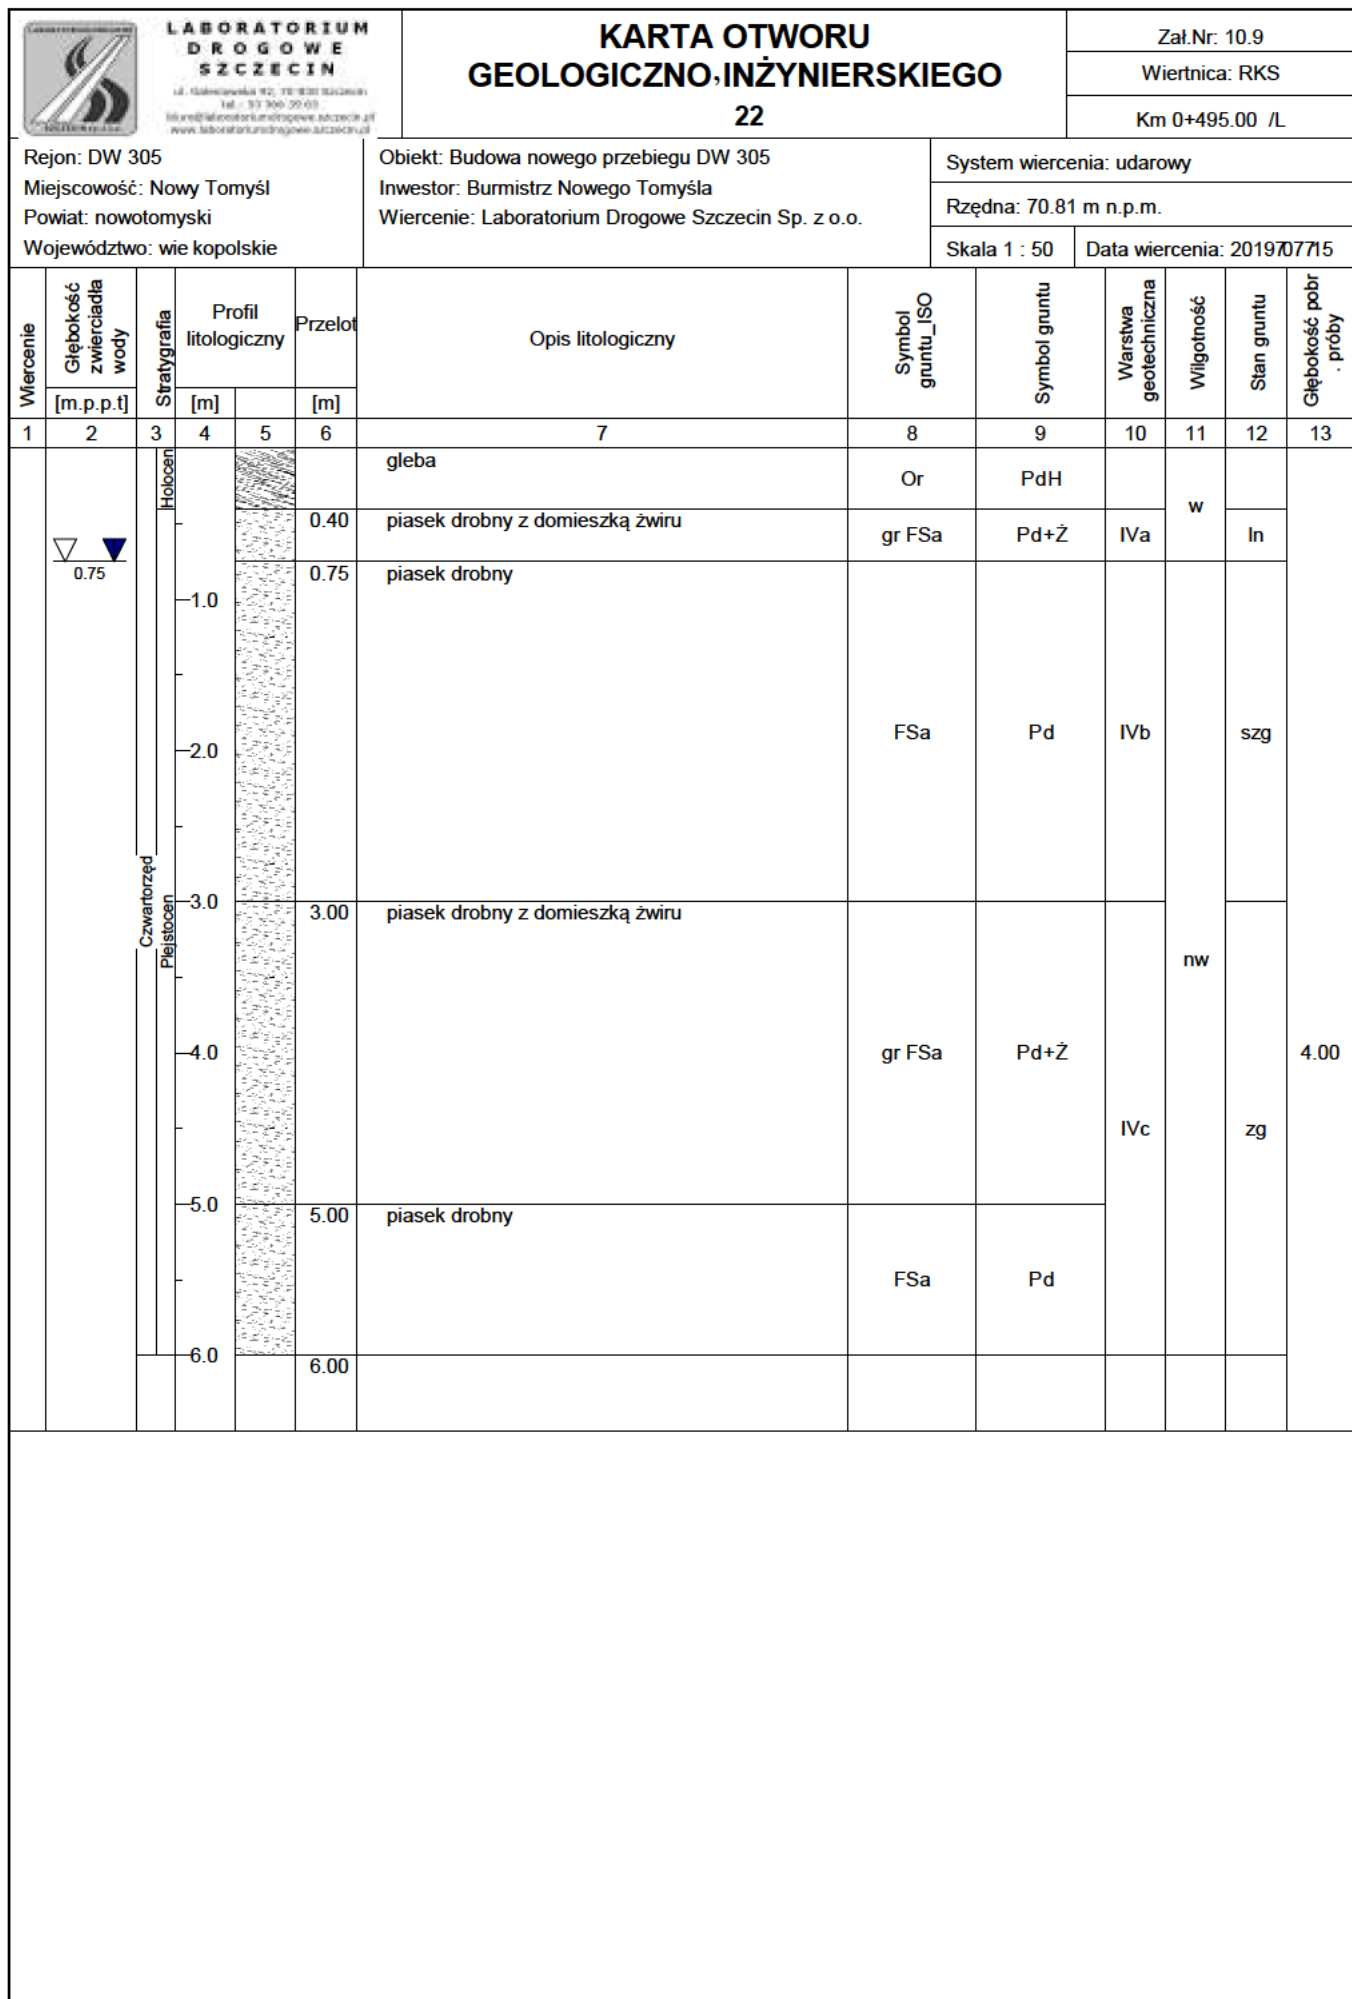 LABORATORIUM
DROGOWE
SZCZECIN
KARTA OTWORU
GEOLOGICZNO,INŻYNIERSKIEGO
22
Zał.Nr: 10.9
Wiertnica: RKS
Km 0+495.00 /L
Rejon: DW 305
Miejscowość: Nowy Tomyśl
Powiat: nowotomyski
Województwo: wie kopolskie
Obiekt: Budowa nowego przebiegu DW 305
Inwestor: Burmistrz Nowego Tomyśla
Wiercenie: Laboratorium Drogowe Szczecin Sp. z o.o.
System wiercenia: udarowy
Rzędna: 70.81 m n.p.m.
Skala 1 : 50
Data wiercenia:
Wiercenie
Głębokość
zwierciadła
wody
[m.p.p.t]
Stratygrafia
Profil
litologiczny
[m]
Przelot
[m]
Opis litologiczny
Symbol
gruntu_ISO
Symbol gruntu
Warstwa
geotechniczna
Wilgotność
Stan gruntu
Głębokość pobr
. próby
1 2 3 4 5 6 7 8 9 10 11 12 13
Holocen
gleba
Or
PdH
w
0.40
piasek drobny z domieszką żwiru
gr FSa
Pd+Ż
IVa
ln
0.75
0.75
piasek drobny
1.0
FSa
Pd
IVb
szg
2.0
Czwartorzęd
Plejstocen
3.0
3.00
piasek drobny z domieszką żwiru
nw
4.0
gr FSa
Pd+Ż
4.00
IVc
zg
5.0
5.00
piasek drobny
FSa
Pd
6.0
6.00